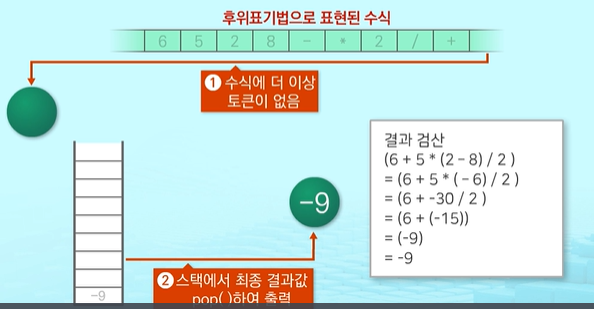 후위표기법으로 표현된 수식
6 5 2 8 - * 2 / +
❶ 수식에 더 이상
토큰이 없음
결과 검산
(6 + 5 * (2 – 8) / 2 )
= (6 + 5 * ( – 6) / 2 )
= (6 + -30 / 2 )
= (6 + (-15))
= (-9)
= -9
-9
❷ 스택에서 최종 결과값
pop( )하여 출력
-9